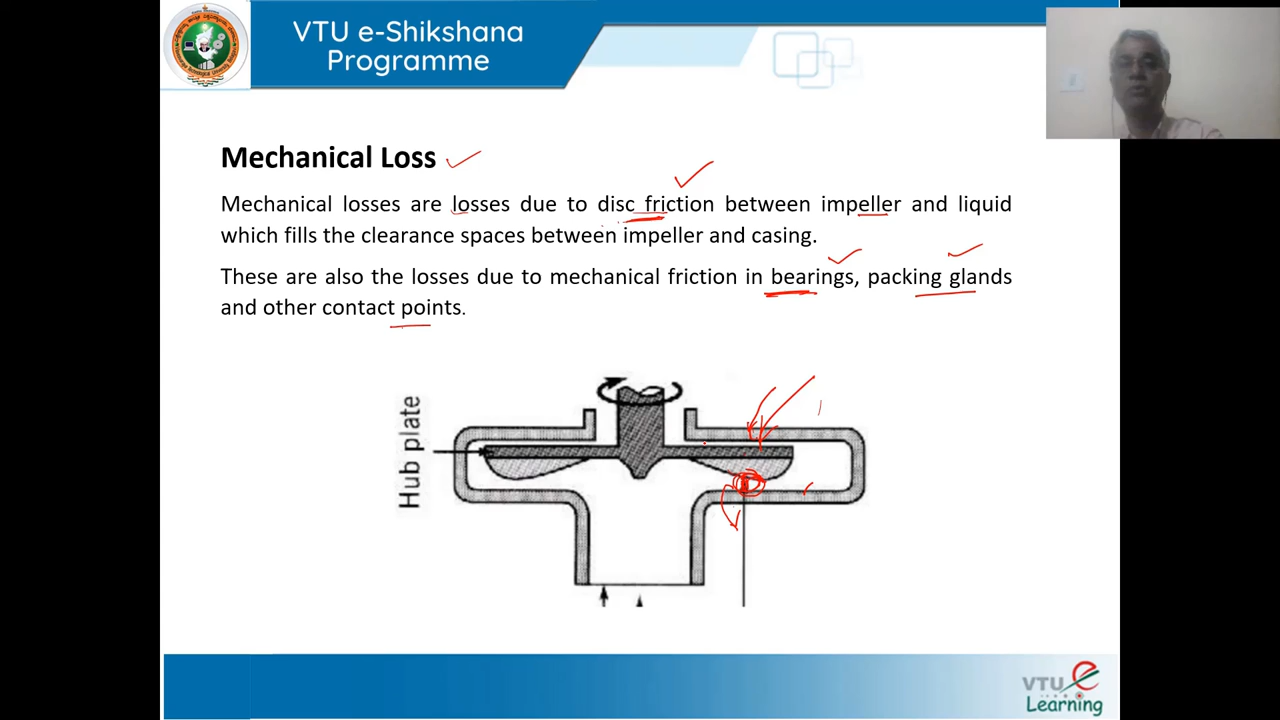 VTU e-Shikshana
Programme
Mechanical Loss
Mechanical losses are losses due to disc friction between impeller and liquid
which fills the clearance spaces between impeller and casing.
These are also the losses due to mechanical friction in bearings, packing glands
and other contact points.
Hub plate
VTU e
Learning